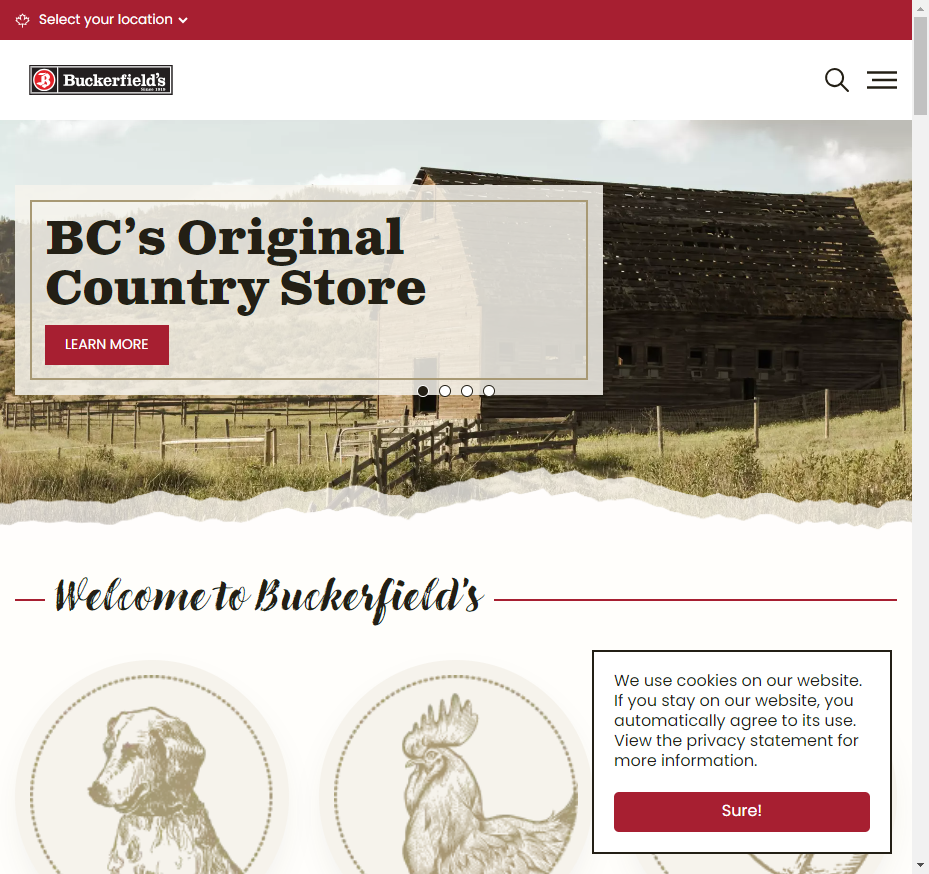 Select your location
B Buckerfield's
Since 1919
BC's Original
Country Store
LEARN MORE
Welcome to Buckerfield's
We use cookies on our website.
If you stay on our website, you
automatically agree to its use.
View the privacy statement for
more information.
Sure!